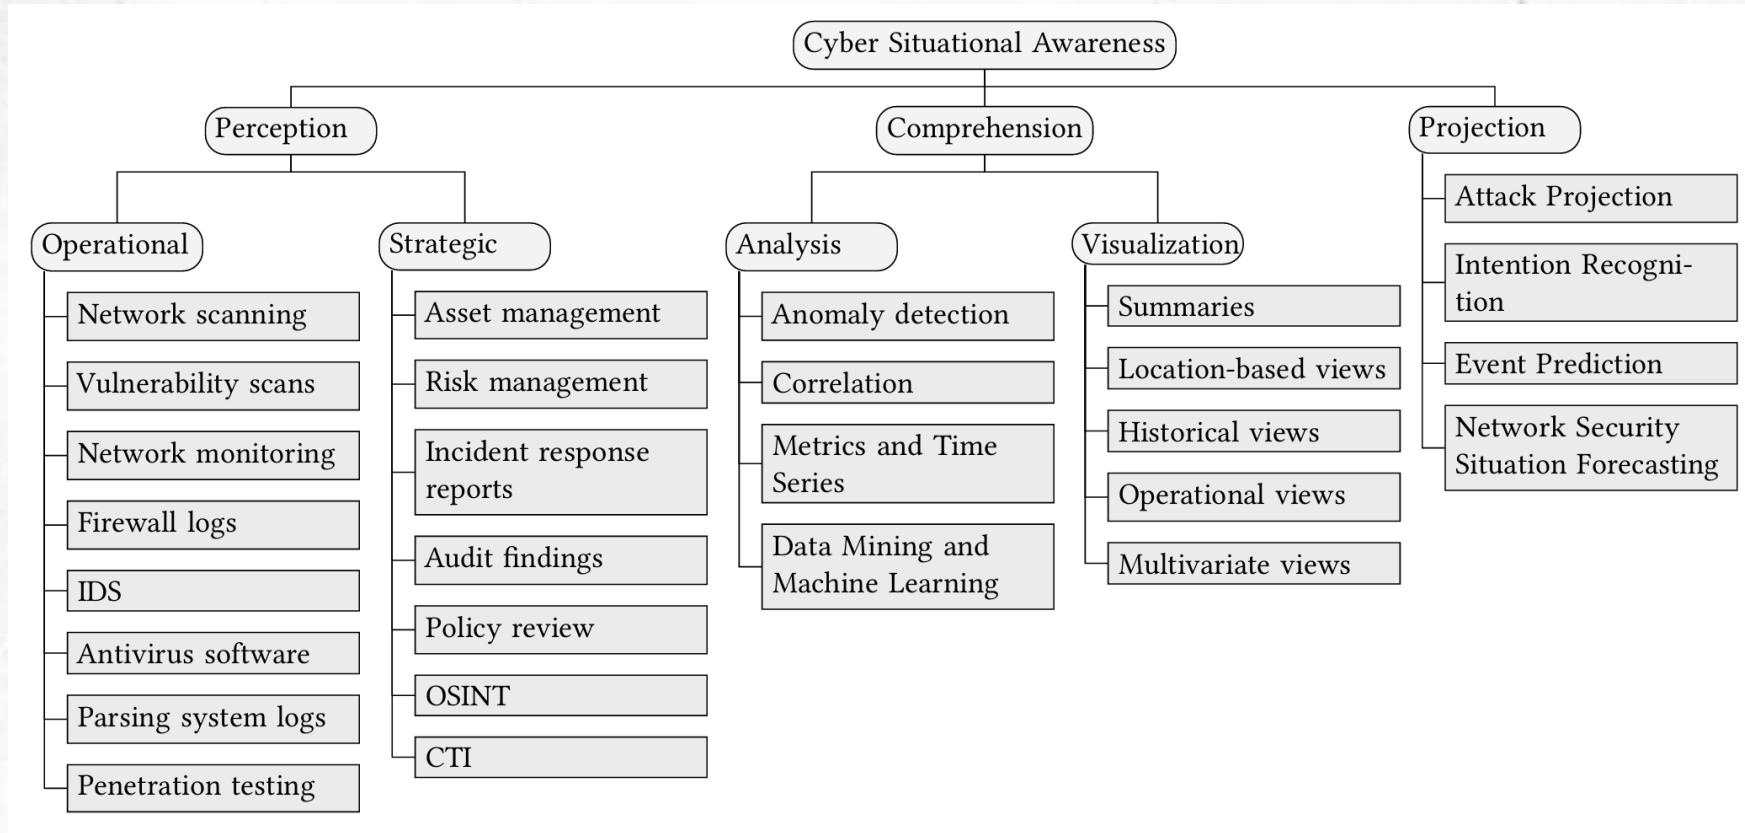 Cyber Situational Awareness
Perception
Comprehension
Projection
Operational
Network scanning
Vulnerability scans
Network monitoring
Firewall logs
IDS
Antivirus software
Parsing system logs
Penetration testing
Strategic
Asset management
Risk management
Incident response
reports
Audit findings
Policy review
OSINT
CTI
Analysis
Anomaly detection
Correlation
Metrics and Time
Series
Data Mining and
Machine Learning
Visualization
Summaries
Location-based views
Historical views
Operational views
Multivariate views
Attack Projection
Intention Recogni-
tion
Event Prediction
Network Security
Situation Forecasting